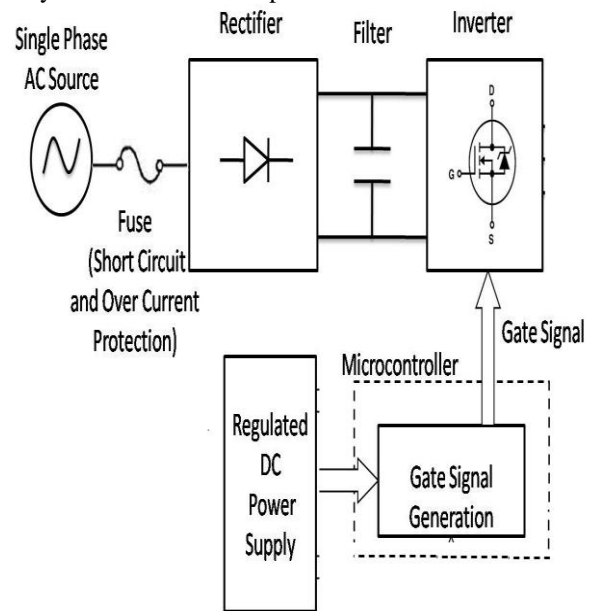 Rectifier
Filter
Inverter
Single Phase
AC Source
D
G
S
Fuse
(Short Circuit
and Over Current
Protection)
Gate Signal
Microcontroller
Regulated
DC
Power
Supply
Gate Signal
Generation